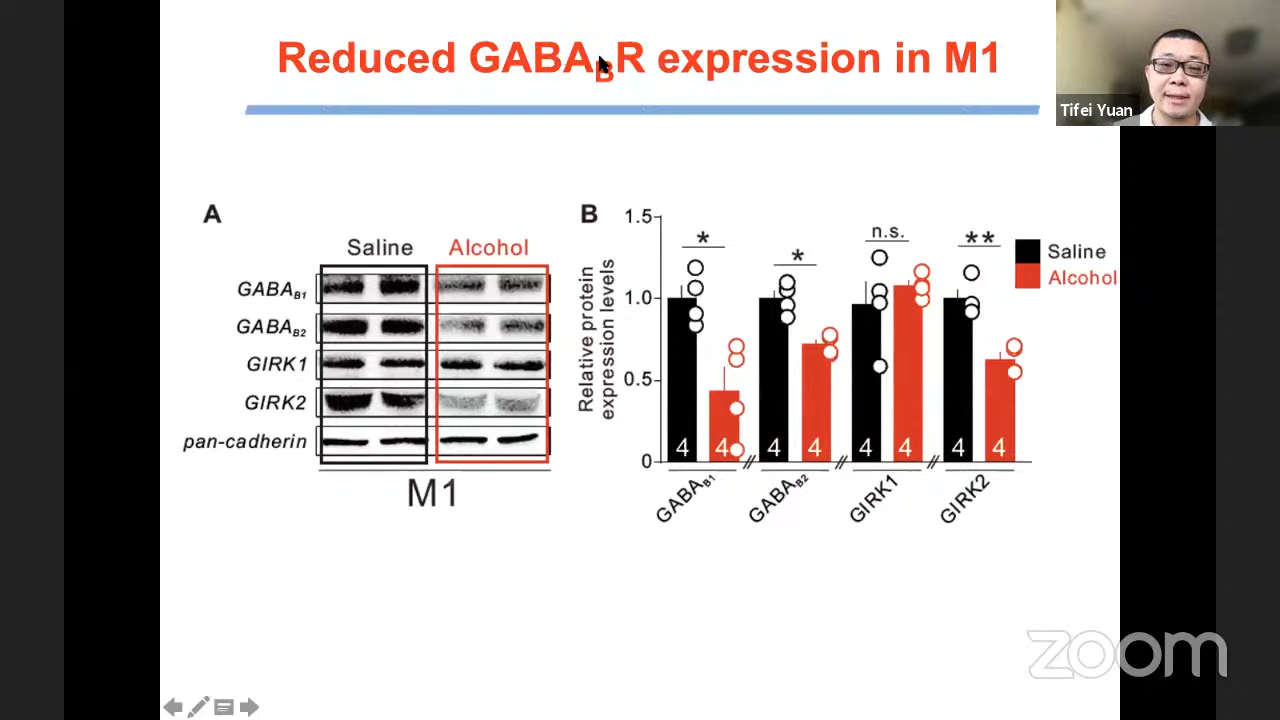 Reduced GABA_BR expression in M1
Tifei Yuan
A
Saline Alcohol
GABA_B1
GABA_B2
GIRK1
GIRK2
pan-cadherin
M1
B
Relative protein
expression levels
1.5
1.0
0.5
0
*
*
n.s.
**
Saline
Alcohol
4 4 4 4 4 4 4 4
GABA_B1
GABA_B2
GIRK1
GIRK2
zoom